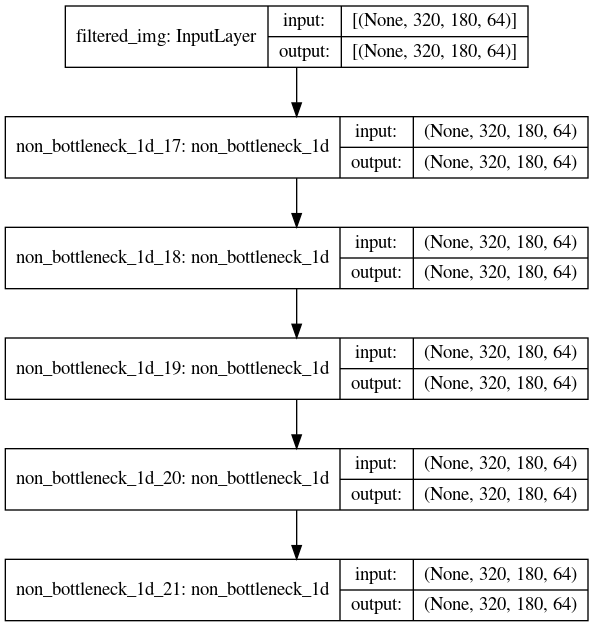 filtered_img: InputLayer
input: [(None, 320, 180, 64)]
output: [(None, 320, 180, 64)]
non_bottleneck_1d_17: non_bottleneck_1d
input: (None, 320, 180, 64)
output: (None, 320, 180, 64)
non_bottleneck_1d_18: non_bottleneck_1d
input: (None, 320, 180, 64)
output: (None, 320, 180, 64)
non_bottleneck_1d_19: non_bottleneck_1d
input: (None, 320, 180, 64)
output: (None, 320, 180, 64)
non_bottleneck_1d_20: non_bottleneck_1d
input: (None, 320, 180, 64)
output: (None, 320, 180, 64)
non_bottleneck_1d_21: non_bottleneck_1d
input: (None, 320, 180, 64)
output: (None, 320, 180, 64)